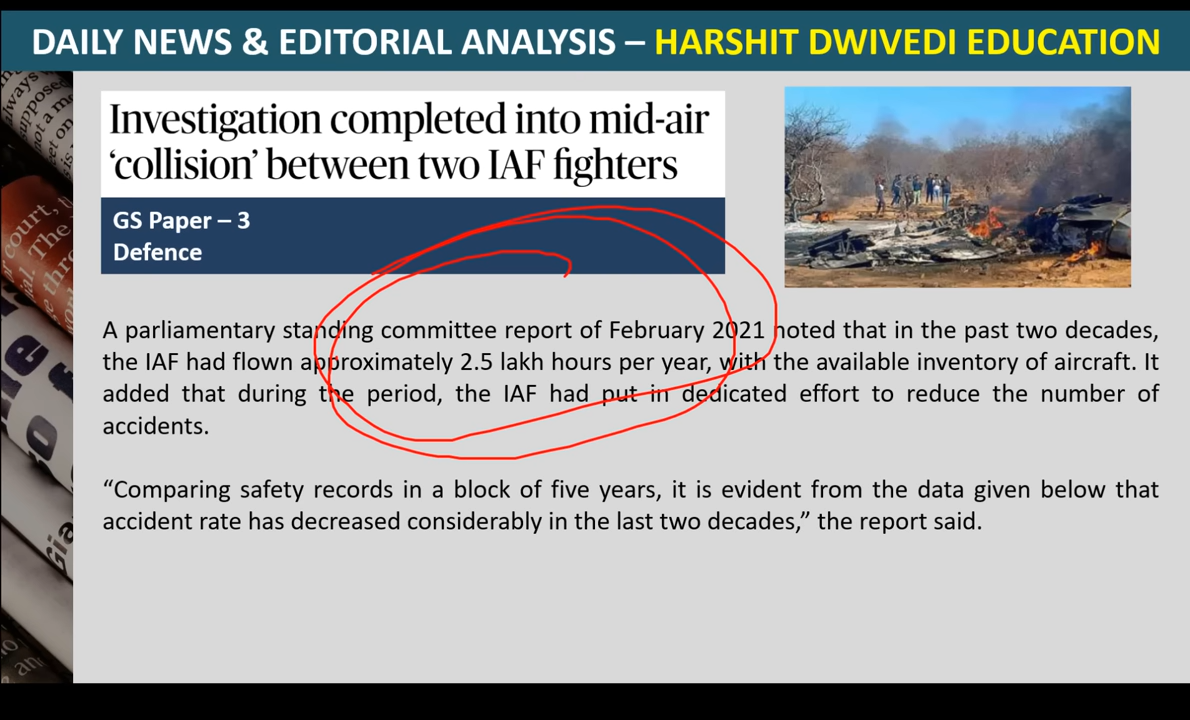 DAILY NEWS & EDITORIAL ANALYSIS – HARSHIT DWIVEDI EDUCATION
Investigation completed into mid-air
‘collision’ between two IAF fighters
GS Paper – 3
Defence
A parliamentary standing committee report of February 2021 noted that in the past two decades,
the IAF had flown approximately 2.5 lakh hours per year, with the available inventory of aircraft. It
added that during the period, the IAF had put in dedicated effort to reduce the number of
accidents.
“Comparing safety records in a block of five years, it is evident from the data given below that
accident rate has decreased considerably in the last two decades,” the report said.